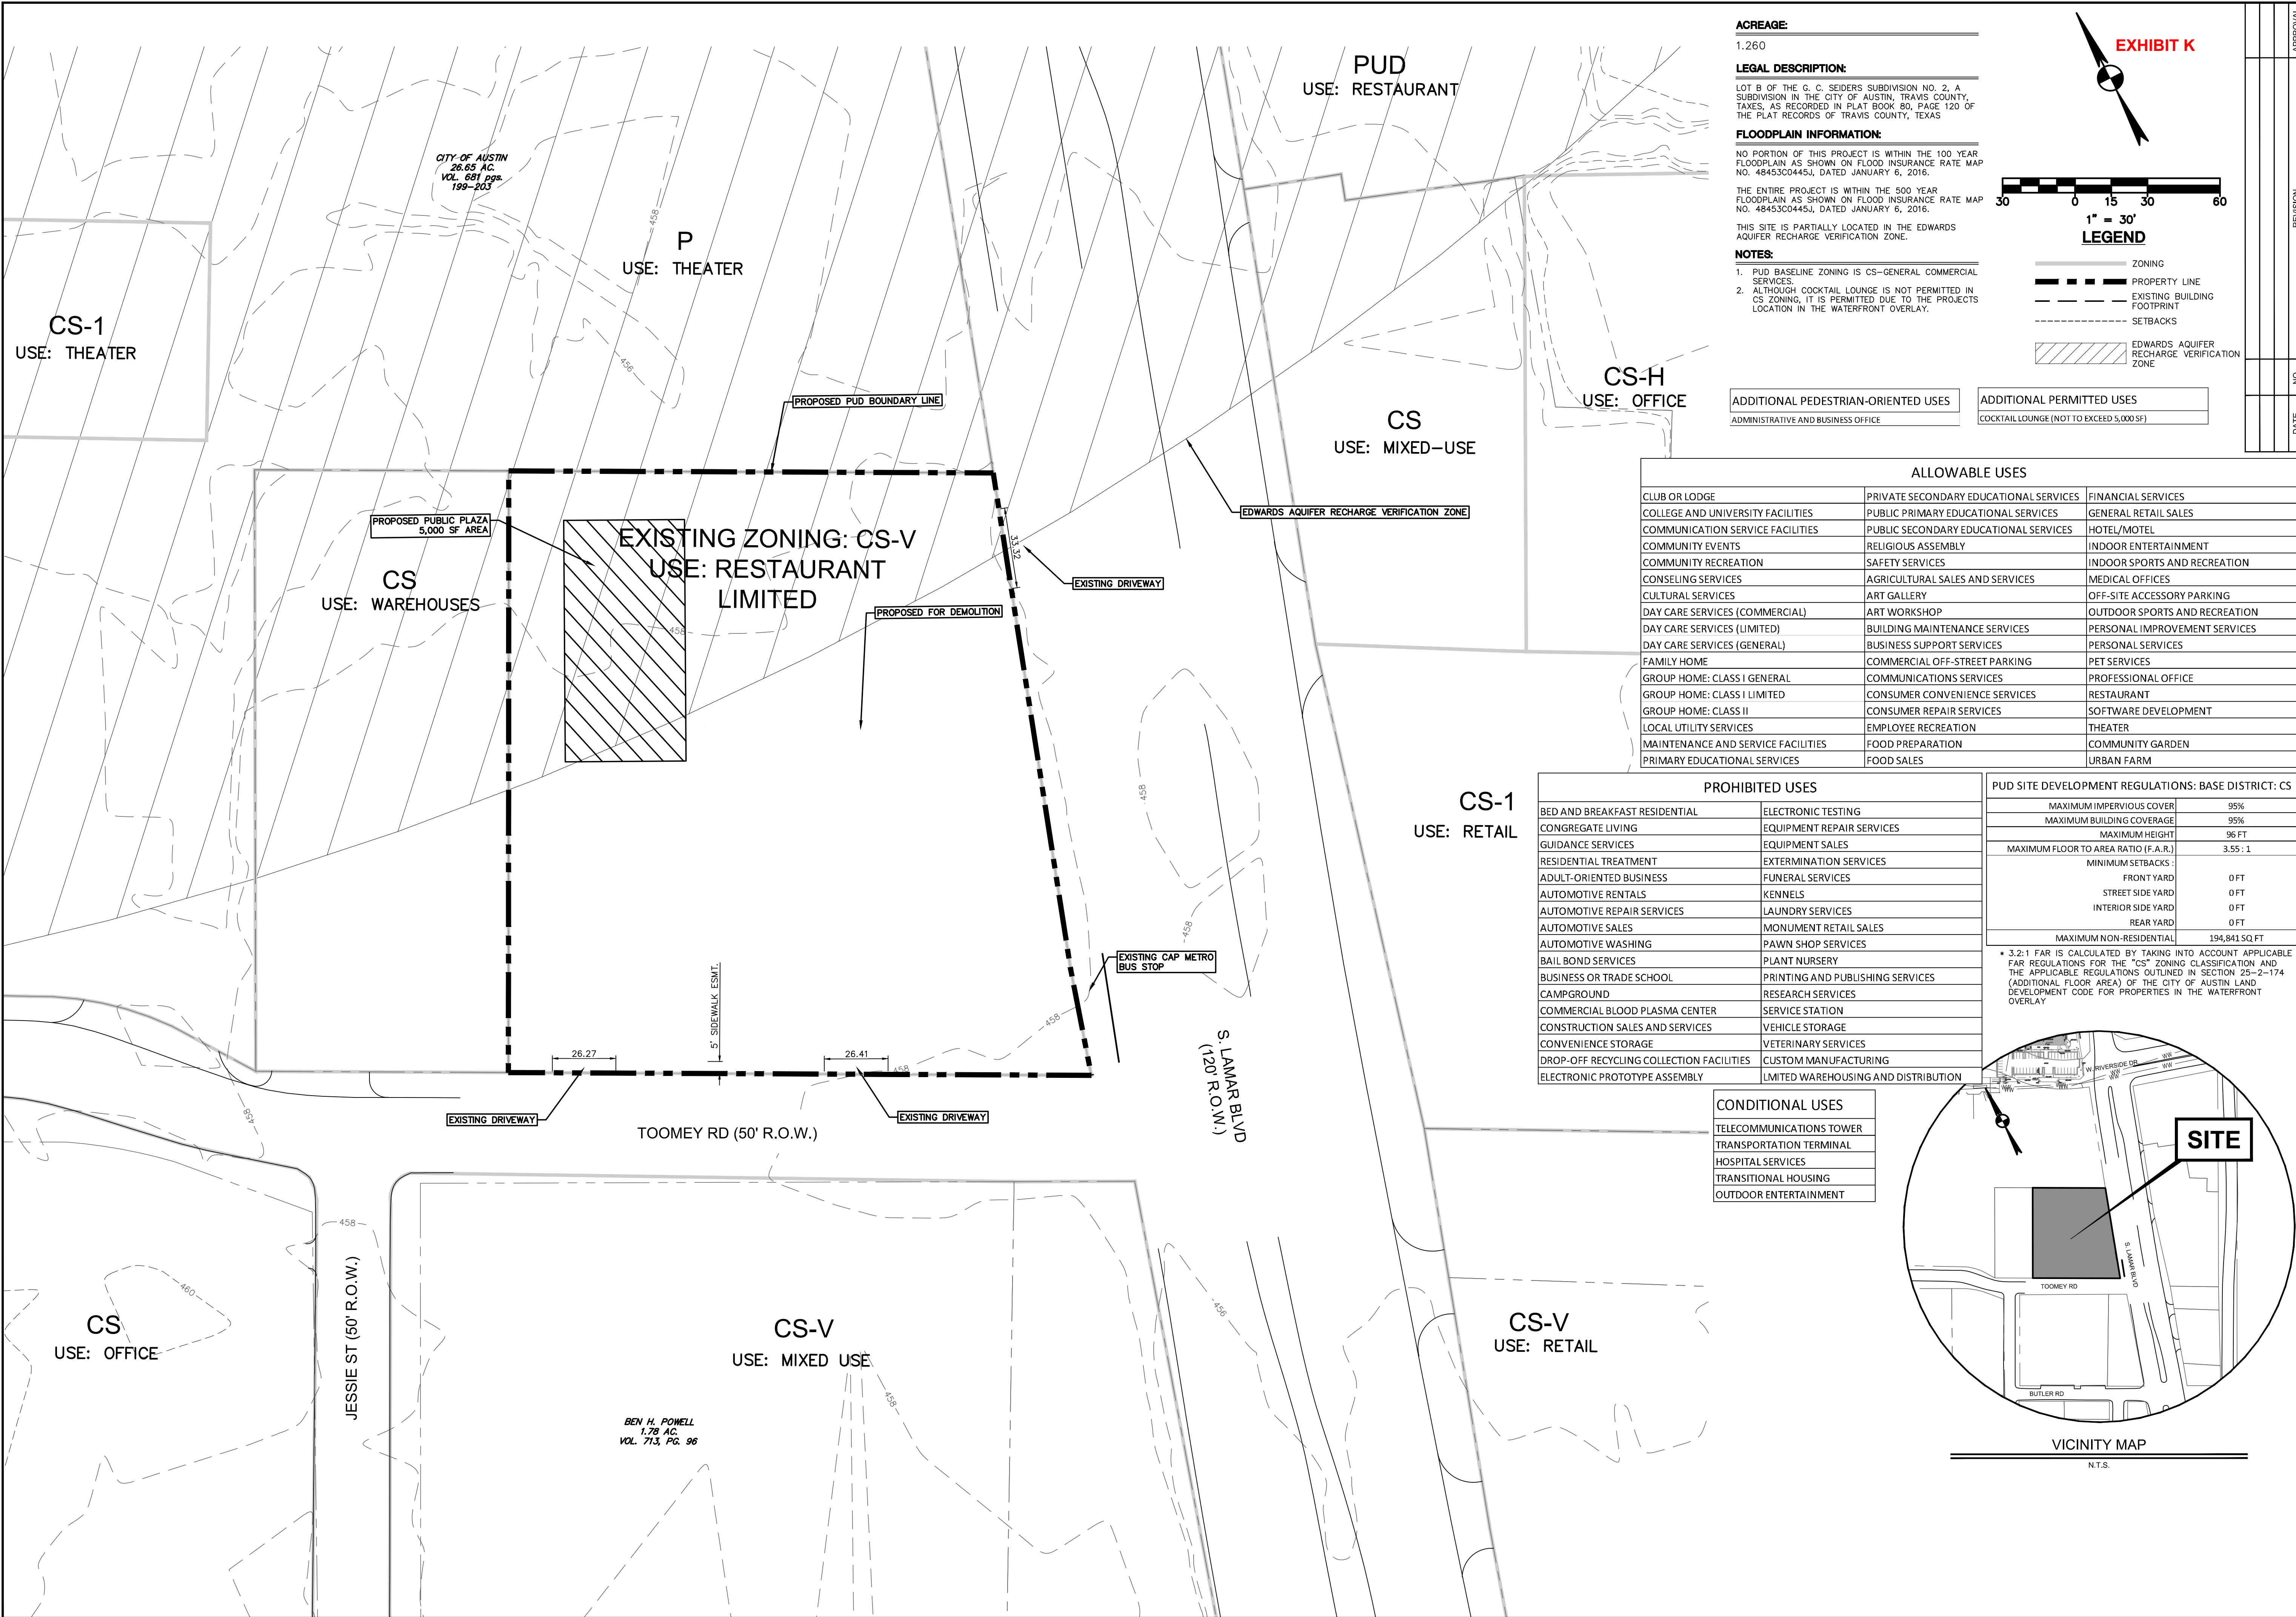 EXHIBIT K
ACREAGE:
1.260
LEGAL DESCRIPTION:
LOT B OF THE G. C. SEIDERS SUBDIVISION NO. 2, A
SUBDIVISION IN THE CITY OF AUSTIN, TRAVIS COUNTY,
TAXES, AS RECORDED IN PLAT BOOK 80, PAGE 120 OF
THE PLAT RECORDS OF TRAVIS COUNTY, TEXAS
FLOODPLAIN INFORMATION:
NO PORTION OF THIS PROJECT IS WITHIN THE 100 YEAR
FLOODPLAIN AS SHOWN ON FLOOD INSURANCE RATE MAP
NO. 48453C0445J, DATED JANUARY 6, 2016.
THE ENTIRE PROJECT IS WITHIN THE 500 YEAR
FLOODPLAIN AS SHOWN ON FLOOD INSURANCE RATE MAP
NO. 48453C0445J, DATED JANUARY 6, 2016.
THIS SITE IS PARTIALLY LOCATED IN THE EDWARDS
AQUIFER RECHARGE VERIFICATION ZONE.
NOTES:
1. PUD BASELINE ZONING IS CS-GENERAL COMMERCIAL
SERVICES.
2. ALTHOUGH COCKTAIL LOUNGE IS NOT PERMITTED IN
CS ZONING, IT IS PERMITTED DUE TO THE PROJECTS
LOCATION IN THE WATERFRONT OVERLAY.
30 0 15 30 60
1" = 30'
LEGEND
ZONING
PROPERTY LINE
EXISTING BUILDING
FOOTPRINT
SETBACKS
EDWARDS AQUIFER
RECHARGE VERIFICATION
ZONE
APPROVAL
REVISION
NO.
DATE
ADDITIONAL PEDESTRIAN-ORIENTED USES
ADMINISTRATIVE AND BUSINESS OFFICE
ADDITIONAL PERMITTED USES
COCKTAIL LOUNGE (NOT TO EXCEED 5,000 SF)
ALLOWABLE USES
CLUB OR LODGE PRIVATE SECONDARY EDUCATIONAL SERVICES FINANCIAL SERVICES
COLLEGE AND UNIVERSITY FACILITIES PUBLIC PRIMARY EDUCATIONAL SERVICES GENERAL RETAIL SALES
COMMUNICATION SERVICE FACILITIES PUBLIC SECONDARY EDUCATIONAL SERVICES HOTEL/MOTEL
COMMUNITY EVENTS RELIGIOUS ASSEMBLY INDOOR ENTERTAINMENT
COMMUNITY RECREATION SAFETY SERVICES INDOOR SPORTS AND RECREATION
CONSELING SERVICES AGRICULTURAL SALES AND SERVICES MEDICAL OFFICES
CULTURAL SERVICES ART GALLERY OFF-SITE ACCESSORY PARKING
DAY CARE SERVICES (COMMERCIAL) ART WORKSHOP OUTDOOR SPORTS AND RECREATION
DAY CARE SERVICES (LIMITED) BUILDING MAINTENANCE SERVICES PERSONAL IMPROVEMENT SERVICES
DAY CARE SERVICES (GENERAL) BUSINESS SUPPORT SERVICES PERSONAL SERVICES
FAMILY HOME COMMERCIAL OFF-STREET PARKING PET SERVICES
GROUP HOME: CLASS I GENERAL COMMUNICATIONS SERVICES PROFESSIONAL OFFICE
GROUP HOME: CLASS I LIMITED CONSUMER CONVENIENCE SERVICES RESTAURANT
GROUP HOME: CLASS II CONSUMER REPAIR SERVICES SOFTWARE DEVELOPMENT
LOCAL UTILITY SERVICES EMPLOYEE RECREATION THEATER
MAINTENANCE AND SERVICE FACILITIES FOOD PREPARATION COMMUNITY GARDEN
PRIMARY EDUCATIONAL SERVICES FOOD SALES URBAN FARM
PROHIBITED USES
BED AND BREAKFAST RESIDENTIAL ELECTRONIC TESTING
CONGREGATE LIVING EQUIPMENT REPAIR SERVICES
GUIDANCE SERVICES EQUIPMENT SALES
RESIDENTIAL TREATMENT EXTERMINATION SERVICES
ADULT-ORIENTED BUSINESS FUNERAL SERVICES
AUTOMOTIVE RENTALS KENNELS
AUTOMOTIVE REPAIR SERVICES LAUNDRY SERVICES
AUTOMOTIVE SALES MONUMENT RETAIL SALES
AUTOMOTIVE WASHING PAWN SHOP SERVICES
BAIL BOND SERVICES PLANT NURSERY
BUSINESS OR TRADE SCHOOL PRINTING AND PUBLISHING SERVICES
CAMPGROUND RESEARCH SERVICES
COMMERCIAL BLOOD PLASMA CENTER SERVICE STATION
CONSTRUCTION SALES AND SERVICES VEHICLE STORAGE
CONVENIENCE STORAGE VETERINARY SERVICES
DROP-OFF RECYCLING COLLECTION FACILITIES CUSTOM MANUFACTURING
ELECTRONIC PROTOTYPE ASSEMBLY LMITED WAREHOUSING AND DISTRIBUTION
PUD SITE DEVELOPMENT REGULATIONS: BASE DISTRICT: CS
MAXIMUM IMPERVIOUS COVER 95%
MAXIMUM BUILDING COVERAGE 95%
MAXIMUM HEIGHT 96 FT
MAXIMUM FLOOR TO AREA RATIO (F.A.R.) 3.55 : 1
MINIMUM SETBACKS :
FRONT YARD 0 FT
STREET SIDE YARD 0 FT
INTERIOR SIDE YARD 0 FT
REAR YARD 0 FT
MAXIMUM NON-RESIDENTIAL 194,841 SQ FT
* 3.2:1 FAR IS CALCULATED BY TAKING INTO ACCOUNT APPLICABLE
FAR REGULATIONS FOR THE "CS" ZONING CLASSIFICATION AND
THE APPLICABLE REGULATIONS OUTLINED IN SECTION 25-2-174
(ADDITIONAL FLOOR AREA) OF THE CITY OF AUSTIN LAND
DEVELOPMENT CODE FOR PROPERTIES IN THE WATERFRONT
OVERLAY
CONDITIONAL USES
TELECOMMUNICATIONS TOWER
TRANSPORTATION TERMINAL
HOSPITAL SERVICES
TRANSITIONAL HOUSING
OUTDOOR ENTERTAINMENT
W. RIVERSIDE DR
WW
WW
WW
WW
WW
WW
SITE
S. LAMAR BLVD
TOOMEY RD
BUTLER RD
VICINITY MAP
N.T.S.
PUD
USE: RESTAURANT
CITY OF AUSTIN
26.65 AC.
VOL. 681 pgs.
199-203
458
P
USE: THEATER
CS-1
USE: THEATER
456
PROPOSED PUD BOUNDARY LINE
CS-H
USE: OFFICE
CS
USE: MIXED-USE
EDWARDS AQUIFER RECHARGE VERIFICATION ZONE
PROPOSED PUBLIC PLAZA
5,000 SF AREA
EXISTING ZONING: CS-V
USE: RESTAURANT
LIMITED
33.32
EXISTING DRIVEWAY
CS
USE: WAREHOUSES
PROPOSED FOR DEMOLITION
458
458
CS-1
USE: RETAIL
458
EXISTING CAP METRO
BUS STOP
5' SIDEWALK ESMT.
458
26.27
26.41
458
S. LAMAR BLVD
(120' R.O.W.)
458
EXISTING DRIVEWAY
EXISTING DRIVEWAY
TOOMEY RD (50' R.O.W.)
458
460
JESSIE ST (50' R.O.W.)
CS
USE: OFFICE
CS-V
USE: MIXED USE
456
458
CS-V
USE: RETAIL
BEN H. POWELL
1.78 AC.
VOL. 713, PG. 96